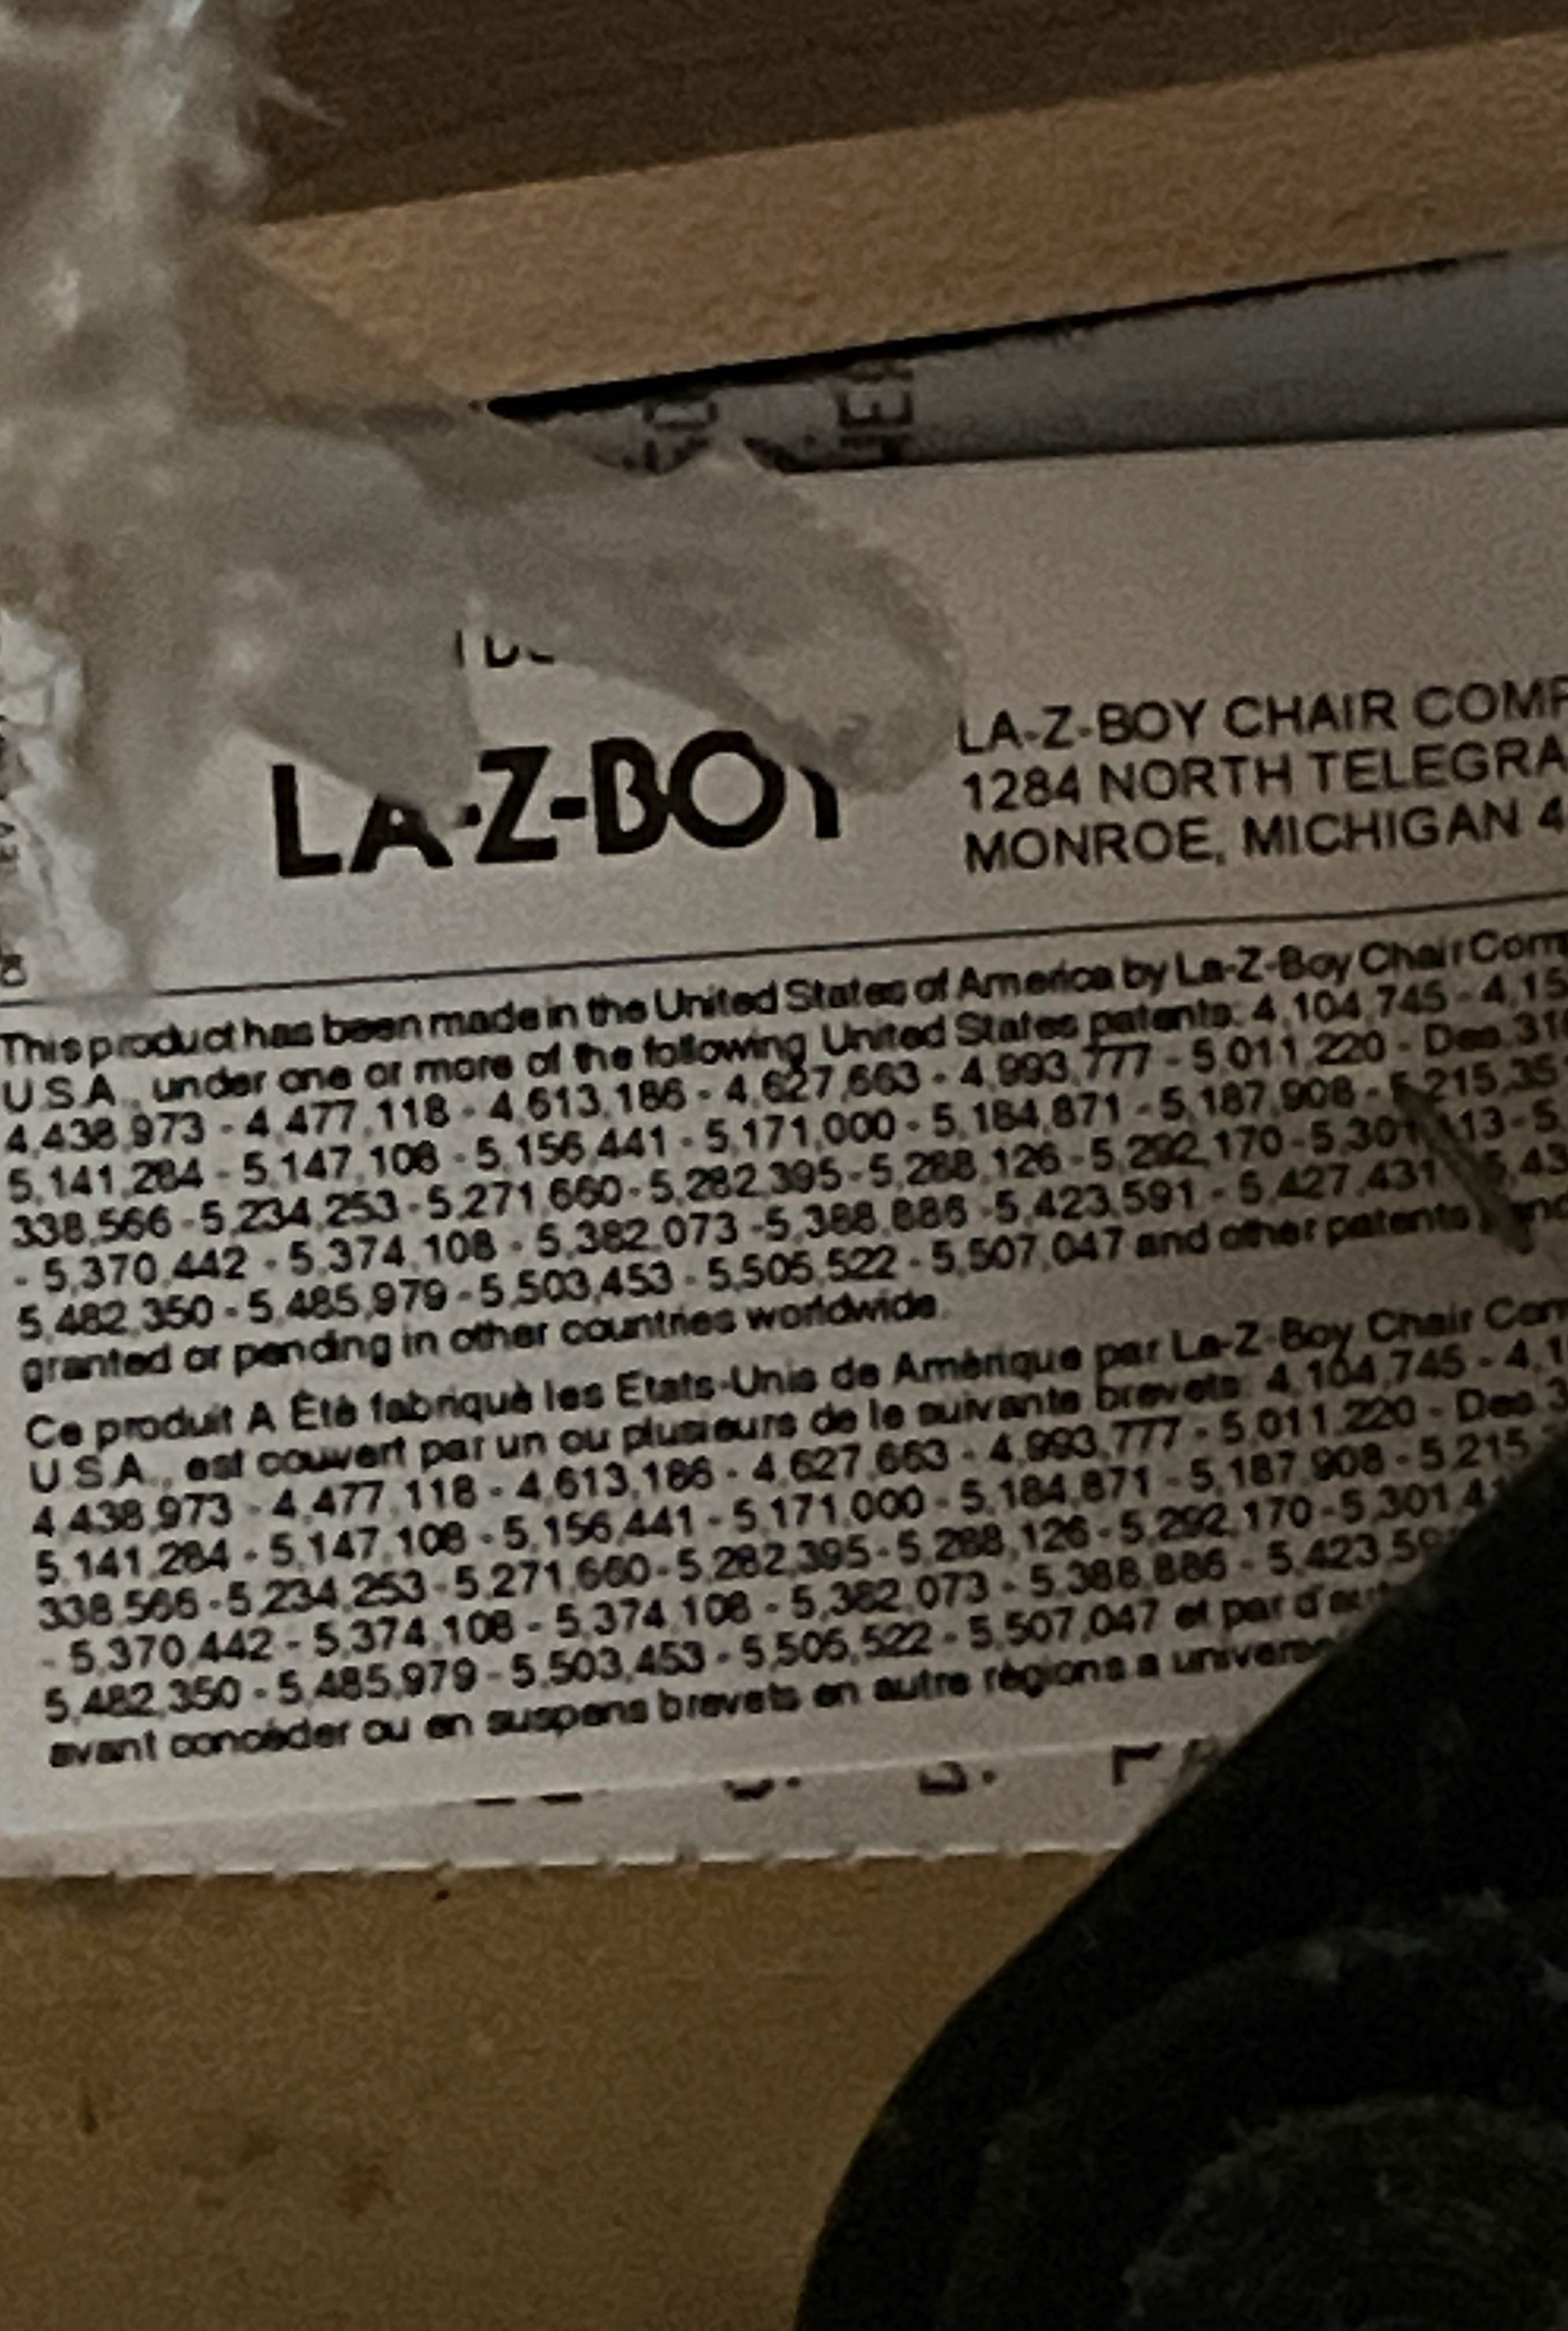 LA-Z-BOY
LA-Z-BOY CHAIR COMP
1284 NORTH TELEGRA
MONROE, MICHIGAN 4
This product has been made in the United States of America by La-Z-Boy Chair Com
U.S.A., under one or more of the following United States patents: 4,104,745 - 4,15
4,438,973 - 4,477,118 - 4,613,186 - 4,627,663 - 4,993,777 - 5,011,220 - Des.31
5,141,284 - 5,147,108 - 5,156,441 - 5,171,000 - 5,184,871 - 5,187,908 - 5,215,35
338,566 - 5,234,253 - 5,271,660 - 5,282,395 - 5,288,126 - 5,292,170 - 5,301 13 - 5
- 5,370,442 - 5,374,108 - 5,382,073 - 5,388,886 - 5,423,591 - 5,427,431 5,43
5,482,350 - 5,485,979 - 5,503,453 - 5,505,522 - 5,507,047 and other patents
granted or pending in other countries worldwide.
Ce produit A Étè fabriquè les Etats-Unis de Amèrique par La-Z-Boy Chair Com
U.S.A., est couvert par un ou plusieurs de le suivante brevets: 4,104,745 - 4,1
4,438,973 - 4,477,118 - 4,613,186 - 4,627,663 - 4,993,777 - 5,011,220 - Des.3
5,141,284 - 5,147,108 - 5,156,441 - 5,171,000 - 5,184,871 - 5,187,908 - 5,215
338,566 - 5,234,253 - 5,271,660 - 5,282,395 - 5,288,126 - 5,292,170 - 5,301,41
- 5,370,442 - 5,374,108 - 5,374,108 - 5,382,073 - 5,388,886 - 5,423,59
5,482,350 - 5,485,979 - 5,503,453 - 5,505,522 - 5,507,047 et par d'aut
avant concéder ou en suspens brevets en autre règions a univers